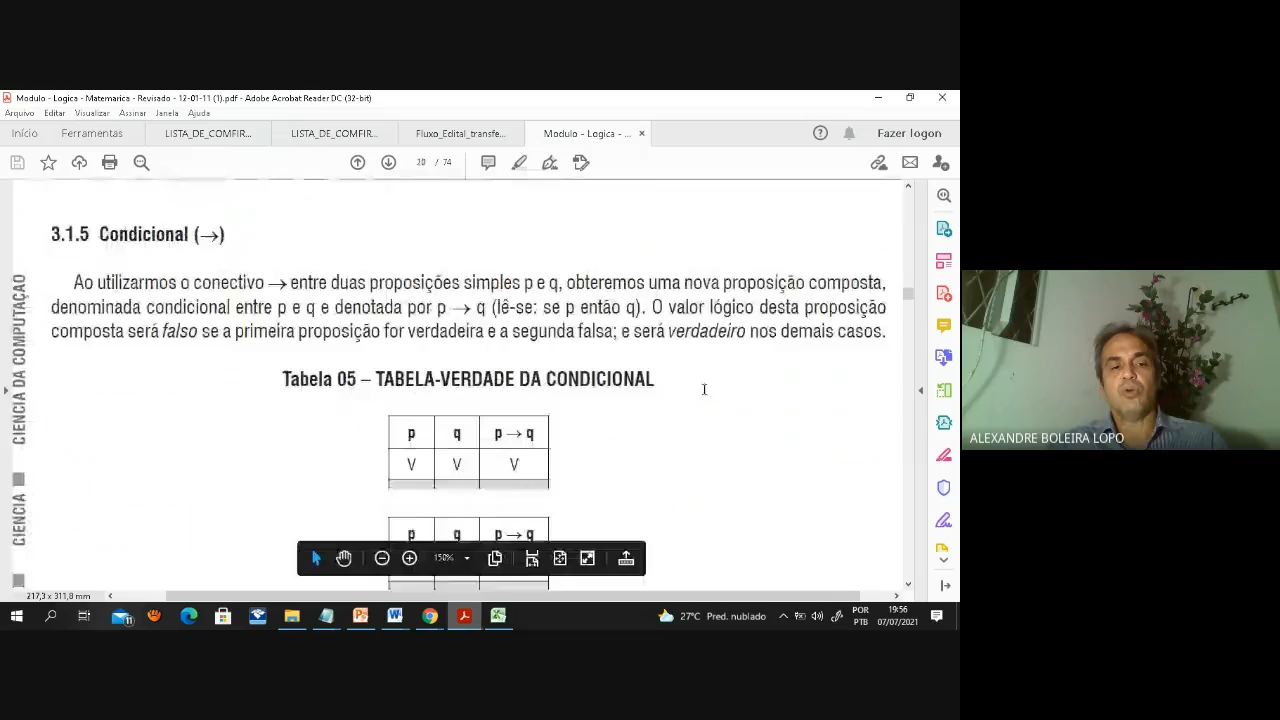 Modulo - Logica - Matemarica - Revisado - 12-01-11 (1).pdf - Adobe Acrobat Reader DC (32-bit)
Arquivo Editar Visualizar Assinar Janela Ajuda
Início Ferramentas LISTA_DE_COMFIR... LISTA_DE_COMFIR... Fluxo_Edital_transfe... Modulo - Logica - ... × Fazer logon
20 / 74
3.1.5 Condicional (→)
Ao utilizarmos o conectivo → entre duas proposições simples p e q, obteremos uma nova proposição composta,
denominada condicional entre p e q e denotada por p → q (lê-se: se p então q). O valor lógico desta proposição
composta será falso se a primeira proposição for verdadeira e a segunda falsa; e será verdadeiro nos demais casos.
Tabela 05 – TABELA-VERDADE DA CONDICIONAL
p q p → q
V V V
p q p → q
150%
CIENCIA DA COMPUTAÇAO
CIENCIA
217,3 x 311,8 mm
11
27°C Pred. nublado
POR
PTB
19:56
07/07/2021
ALEXANDRE BOLEIRA LOPO